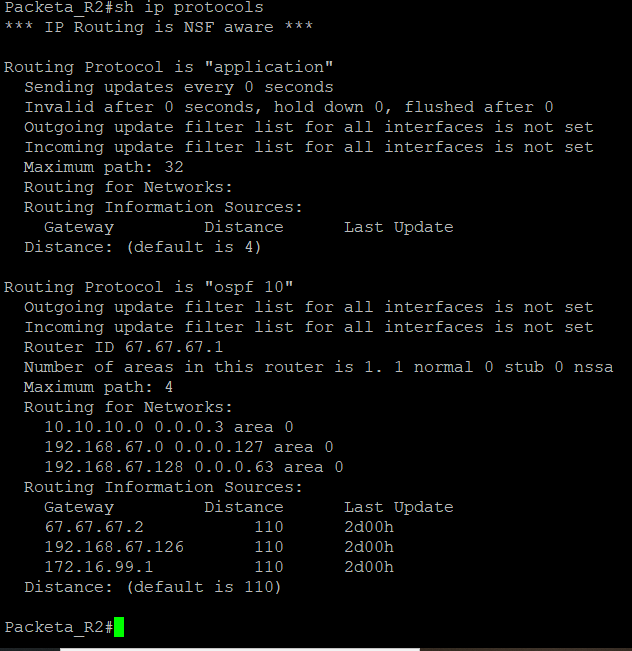 Packeta_R2#sh ip protocols
*** IP Routing is NSF aware ***
Routing Protocol is "application"
  Sending updates every 0 seconds
  Invalid after 0 seconds, hold down 0, flushed after 0
  Outgoing update filter list for all interfaces is not set
  Incoming update filter list for all interfaces is not set
  Maximum path: 32
  Routing for Networks:
  Routing Information Sources:
    Gateway         Distance      Last Update
  Distance: (default is 4)
Routing Protocol is "ospf 10"
  Outgoing update filter list for all interfaces is not set
  Incoming update filter list for all interfaces is not set
  Router ID 67.67.67.1
  Number of areas in this router is 1. 1 normal 0 stub 0 nssa
  Maximum path: 4
  Routing for Networks:
    10.10.10.0 0.0.0.3 area 0
    192.168.67.0 0.0.0.127 area 0
    192.168.67.128 0.0.0.63 area 0
  Routing Information Sources:
    Gateway         Distance      Last Update
    67.67.67.2           110      2d00h
    192.168.67.126       110      2d00h
    172.16.99.1          110      2d00h
  Distance: (default is 110)
Packeta_R2#